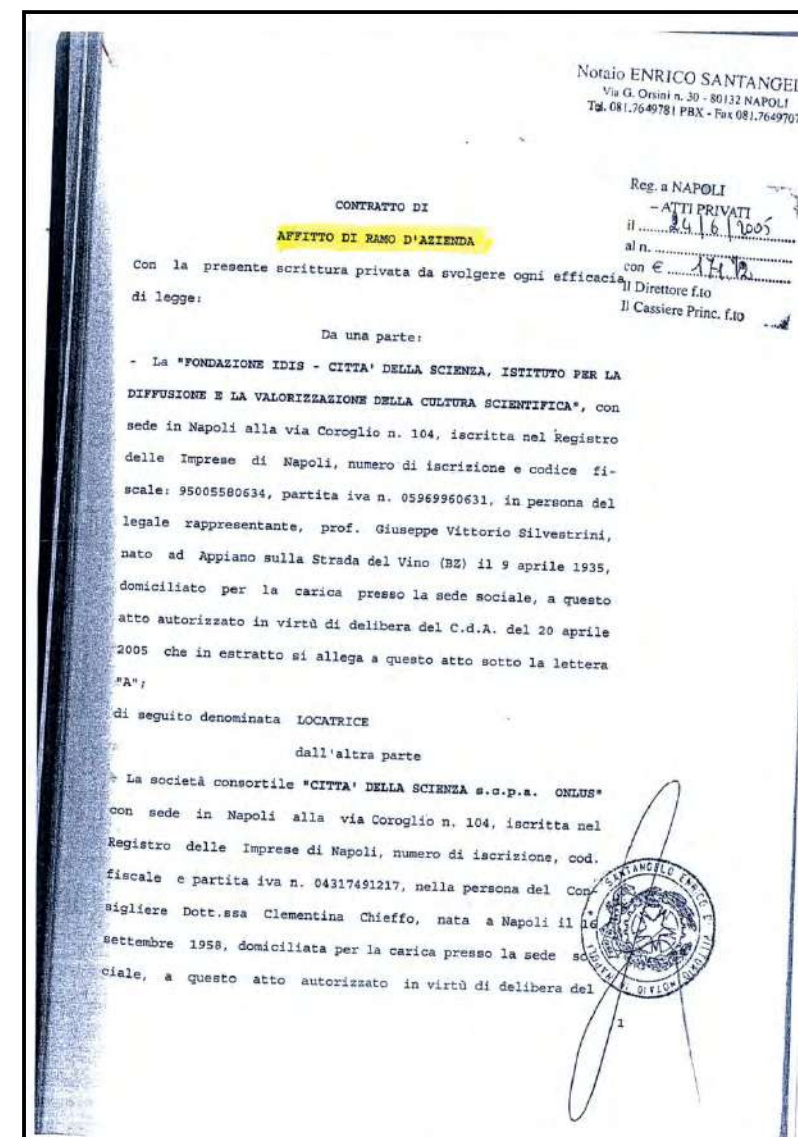 Notaio ENRICO SANTANGEL
Via G. Orsini n. 30 - 80132 NAPOLI
Tel. 081.7649781 PBX - Fax 081.7649707
Reg. a NAPOLI
- ATTI PRIVATI
il 24/6/2005
al n.
con €
Il Direttore f.to
Il Cassiere Princ. f.to
CONTRATTO DI
AFFITTO DI RAMO D'AZIENDA
Con la presente scrittura privata da svolgere ogni efficacia
di legge:
Da una parte:
- La "FONDAZIONE IDIS - CITTA' DELLA SCIENZA, ISTITUTO PER LA
DIFFUSIONE E LA VALORIZZAZIONE DELLA CULTURA SCIENTIFICA", con
sede in Napoli alla via Coroglio n. 104, iscritta nel Registro
delle Imprese di Napoli, numero di iscrizione e codice fi-
scale: 95005580634, partita iva n. 05969960631, in persona del
legale rappresentante, prof. Giuseppe Vittorio Silvestrini,
nato ad Appiano sulla Strada del Vino (BZ) il 9 aprile 1935,
domiciliato per la carica presso la sede sociale, a questo
atto autorizzato in virtù di delibera del C.d.A. del 20 aprile
2005 che in estratto si allega a questo atto sotto la lettera
"A";
di seguito denominata LOCATRICE
dall'altra parte
- La società consortile "CITTA' DELLA SCIENZA s.c.p.a. ONLUS"
con sede in Napoli alla via Coroglio n. 104, iscritta nel
Registro delle Imprese di Napoli, numero di iscrizione, cod.
fiscale e partita iva n. 04317491217, nella persona del Con-
sigliere Dott.ssa Clementina Chieffo, nata a Napoli il 16
settembre 1958, domiciliata per la carica presso la sede so-
ciale, a questo atto autorizzato in virtù di delibera del
SANTANGELO ENRICO DI VITTORIO NOTAIO IN NAPOLI
1